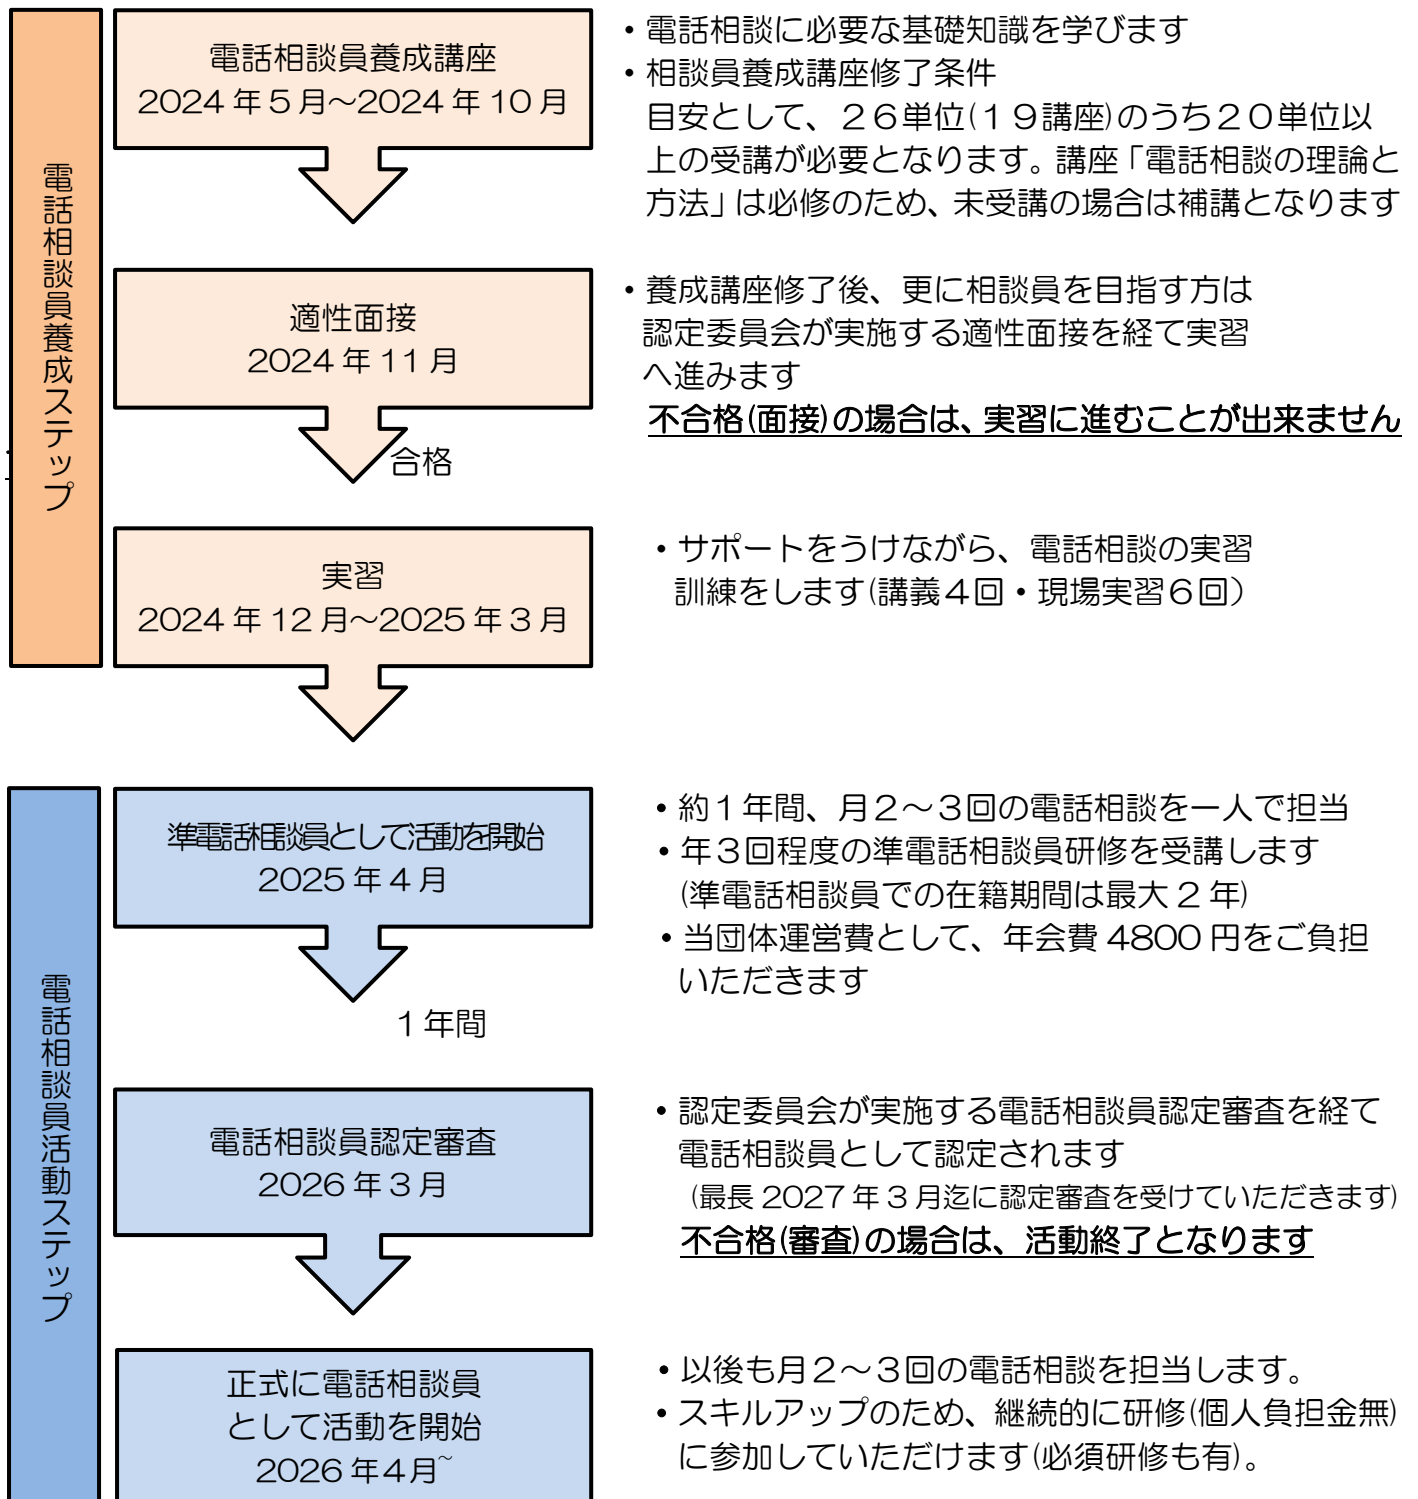 電話相談員養成ステップ
電話相談員養成講座
2024年5月～2024年10月
・電話相談に必要な基礎知識を学びます
・相談員養成講座修了条件
目安として、２６単位(１９講座)のうち２０単位以
上の受講が必要となります。講座「電話相談の理論と
方法」は必修のため、未受講の場合は補講となります
適性面接
2024年11月
合格
・養成講座修了後、更に相談員を目指す方は
認定委員会が実施する適性面接を経て実習
へ進みます
不合格(面接)の場合は、実習に進むことが出来ません
実習
2024年12月～2025年3月
・サポートをうけながら、電話相談の実習
訓練をします(講義４回・現場実習６回）
電話相談員活動ステップ
準電話相談員として活動を開始
2025年4月
1年間
・約１年間、月２～３回の電話相談を一人で担当
・年３回程度の準電話相談員研修を受講します
(準電話相談員での在籍期間は最大２年)
・当団体運営費として、年会費4800円をご負担
いただきます
電話相談員認定審査
2026年3月
・認定委員会が実施する電話相談員認定審査を経て
電話相談員として認定されます
(最長2027年3月迄に認定審査を受けていただきます)
不合格(審査)の場合は、活動終了となります
正式に電話相談員
として活動を開始
2026年4月~
・以後も月２～３回の電話相談を担当します。
・スキルアップのため、継続的に研修(個人負担金無)
に参加していただけます(必須研修も有)。